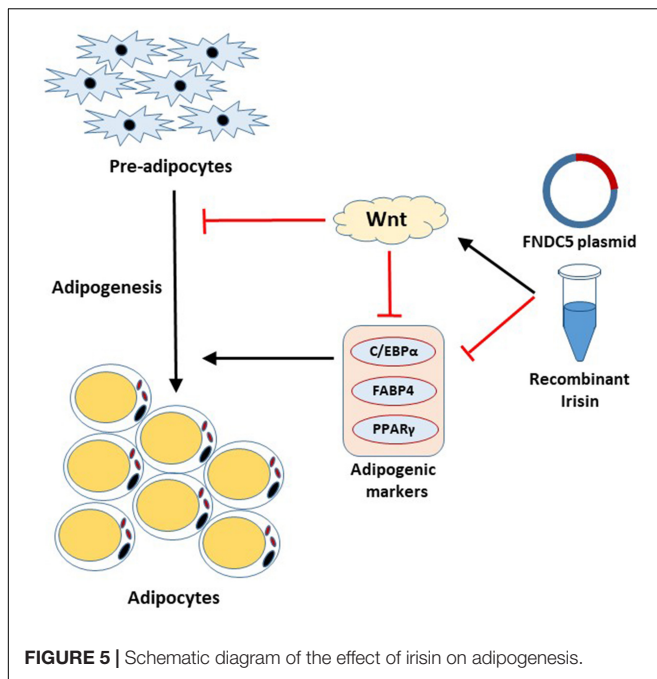 Pre-adipocytes
Wnt
FNDC5 plasmid
Adipogenesis
C/EBPα
FABP4
PPARγ
Recombinant
Irisin
Adipogenic
markers
Adipocytes
FIGURE 5 | Schematic diagram of the effect of irisin on adipogenesis.